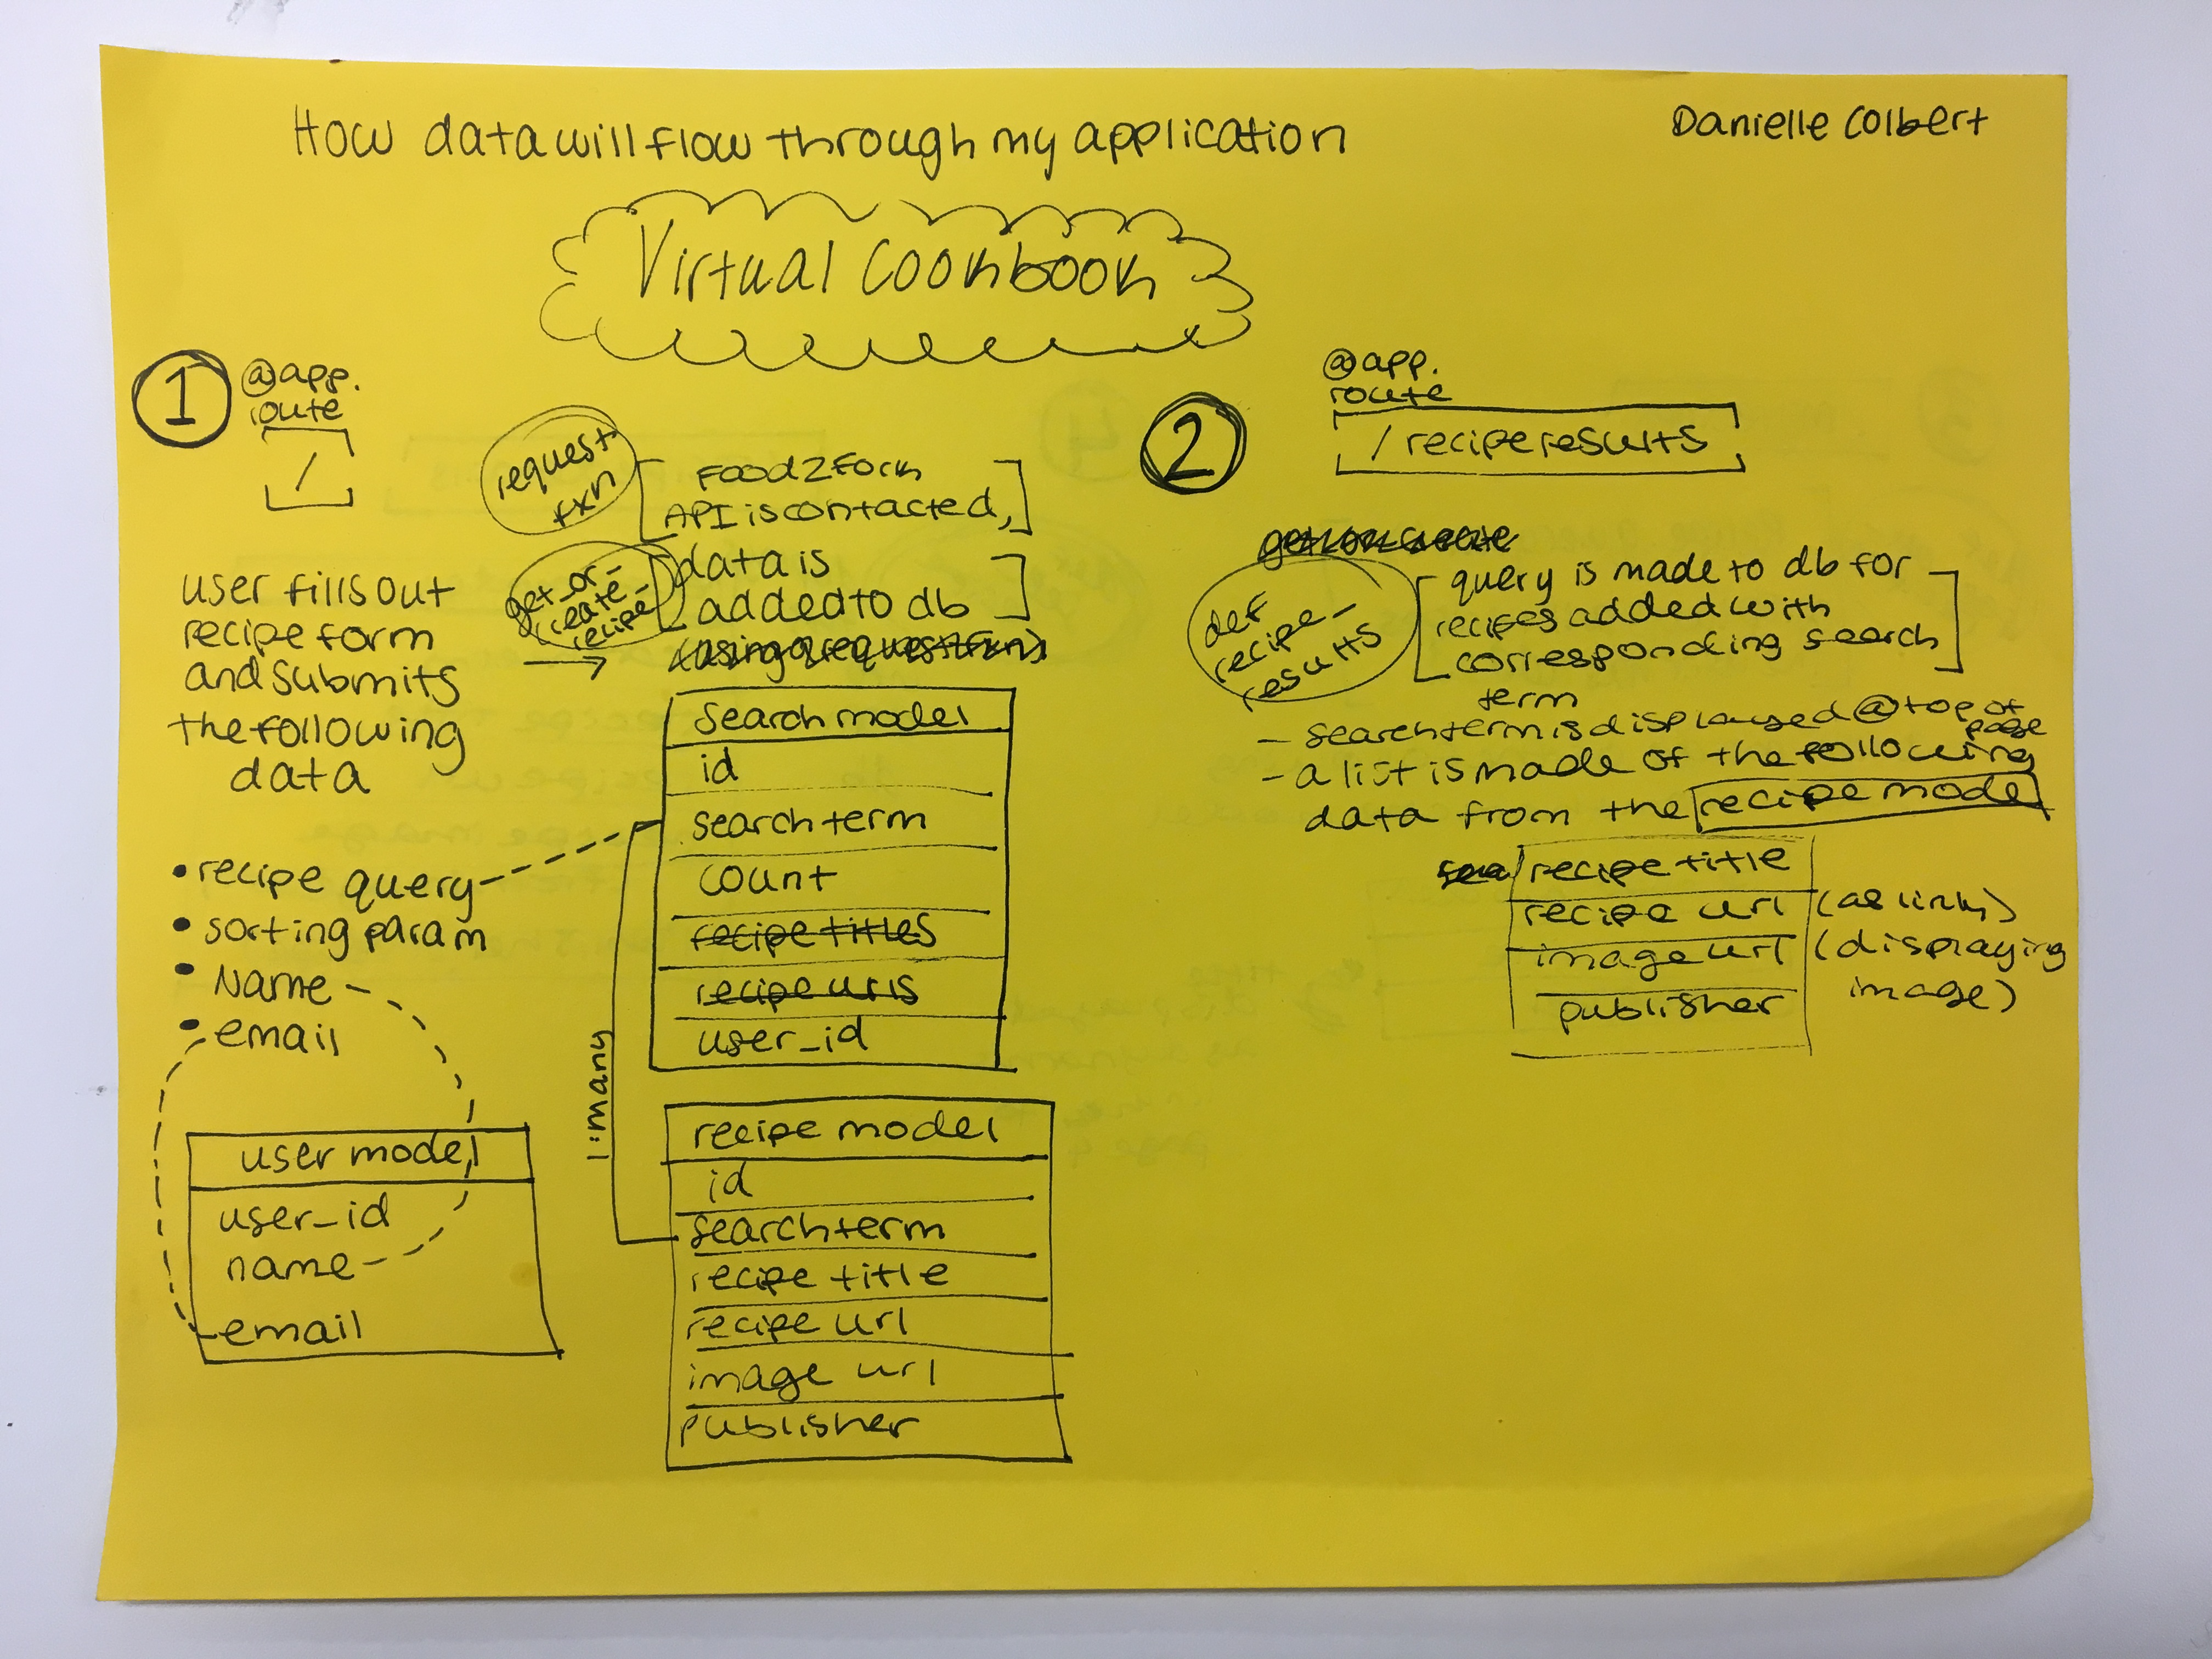 How data will flow through my application
Danielle Colbert
Virtual Cookbook
1
@app.
route
/
user fills out
recipe form
and submits
the following
data
• recipe query
• sorting param
• Name
• email
user model
user_id
name
email
request
txn
Food2Fork
API is contacted,
get_or_
create_
recipe
data is
added to db
search model
id
search term
count
recipe titles
recipe urls
user_id
1:many
recipe model
id
search term
recipe title
recipe url
image url
publisher
2
@app.
route
/recipe results
def
recipe_
results
query is made to db for
recipes added with
corresponding search
term
- search term is displayed @ top of
page
- a list is made of the following
data from the recipe model
recipe title
recipe url (as link)
image url (displaying
image)
publisher